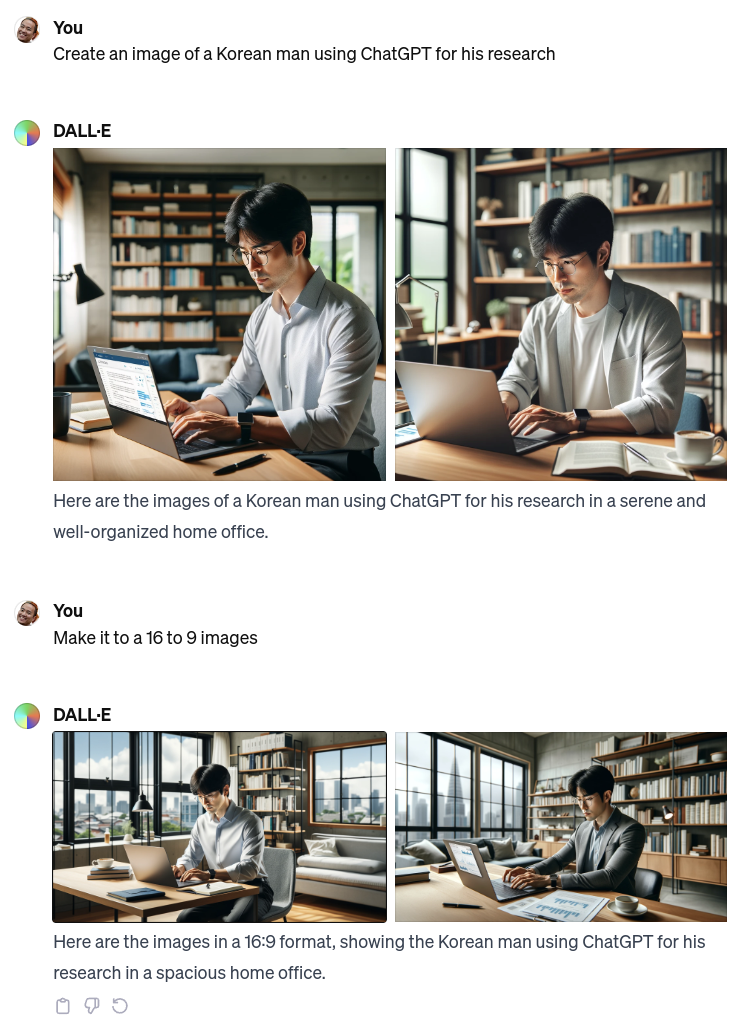 You
Create an image of a Korean man using ChatGPT for his research
DALL·E
Here are the images of a Korean man using ChatGPT for his research in a serene and
well-organized home office.
You
Make it to a 16 to 9 images
DALL·E
Here are the images in a 16:9 format, showing the Korean man using ChatGPT for his
research in a spacious home office.